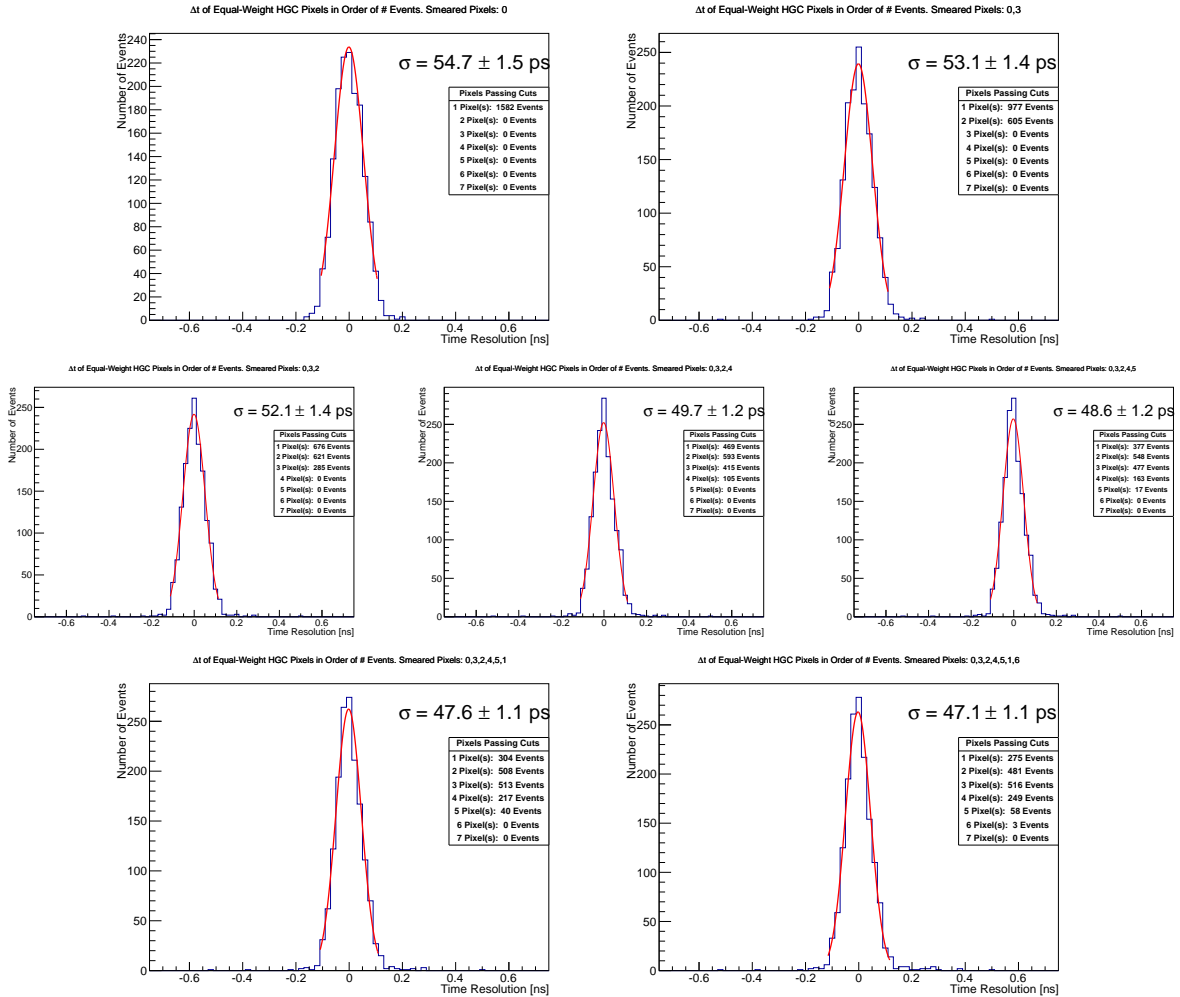 Δt of Equal-Weight HGC Pixels in Order of # Events. Smeared Pixels: 0
Number of Events
240
220
200
180
160
140
120
100
80
60
40
20
0
σ = 54.7 ± 1.5 ps
Pixels Passing Cuts
1 Pixel(s): 1582 Events
2 Pixel(s): 0 Events
3 Pixel(s): 0 Events
4 Pixel(s): 0 Events
5 Pixel(s): 0 Events
6 Pixel(s): 0 Events
7 Pixel(s): 0 Events
-0.6 -0.4 -0.2 0 0.2 0.4 0.6
Time Resolution [ns]
Δt of Equal-Weight HGC Pixels in Order of # Events. Smeared Pixels: 0,3
Number of Events
250
200
150
100
50
0
σ = 53.1 ± 1.4 ps
Pixels Passing Cuts
1 Pixel(s): 977 Events
2 Pixel(s): 605 Events
3 Pixel(s): 0 Events
4 Pixel(s): 0 Events
5 Pixel(s): 0 Events
6 Pixel(s): 0 Events
7 Pixel(s): 0 Events
-0.6 -0.4 -0.2 0 0.2 0.4 0.6
Time Resolution [ns]
Δt of Equal-Weight HGC Pixels in Order of # Events. Smeared Pixels: 0,3,2
Number of Events
250
200
150
100
50
0
σ = 52.1 ± 1.4 ps
Pixels Passing Cuts
1 Pixel(s): 676 Events
2 Pixel(s): 621 Events
3 Pixel(s): 285 Events
4 Pixel(s): 0 Events
5 Pixel(s): 0 Events
6 Pixel(s): 0 Events
7 Pixel(s): 0 Events
-0.6 -0.4 -0.2 0 0.2 0.4 0.6
Time Resolution [ns]
Δt of Equal-Weight HGC Pixels in Order of # Events. Smeared Pixels: 0,3,2,4
Number of Events
250
200
150
100
50
0
σ = 49.7 ± 1.2 ps
Pixels Passing Cuts
1 Pixel(s): 469 Events
2 Pixel(s): 593 Events
3 Pixel(s): 415 Events
4 Pixel(s): 105 Events
5 Pixel(s): 0 Events
6 Pixel(s): 0 Events
7 Pixel(s): 0 Events
-0.6 -0.4 -0.2 0 0.2 0.4 0.6
Time Resolution [ns]
Δt of Equal-Weight HGC Pixels in Order of # Events. Smeared Pixels: 0,3,2,4,5
Number of Events
250
200
150
100
50
0
σ = 48.6 ± 1.2 ps
Pixels Passing Cuts
1 Pixel(s): 377 Events
2 Pixel(s): 548 Events
3 Pixel(s): 477 Events
4 Pixel(s): 163 Events
5 Pixel(s): 17 Events
6 Pixel(s): 0 Events
7 Pixel(s): 0 Events
-0.6 -0.4 -0.2 0 0.2 0.4 0.6
Time Resolution [ns]
Δt of Equal-Weight HGC Pixels in Order of # Events. Smeared Pixels: 0,3,2,4,5,1
Number of Events
250
200
150
100
50
0
σ = 47.6 ± 1.1 ps
Pixels Passing Cuts
1 Pixel(s): 304 Events
2 Pixel(s): 508 Events
3 Pixel(s): 513 Events
4 Pixel(s): 217 Events
5 Pixel(s): 40 Events
6 Pixel(s): 0 Events
7 Pixel(s): 0 Events
-0.6 -0.4 -0.2 0 0.2 0.4 0.6
Time Resolution [ns]
Δt of Equal-Weight HGC Pixels in Order of # Events. Smeared Pixels: 0,3,2,4,5,1,6
Number of Events
250
200
150
100
50
0
σ = 47.1 ± 1.1 ps
Pixels Passing Cuts
1 Pixel(s): 275 Events
2 Pixel(s): 481 Events
3 Pixel(s): 516 Events
4 Pixel(s): 249 Events
5 Pixel(s): 58 Events
6 Pixel(s): 3 Events
7 Pixel(s): 0 Events
-0.6 -0.4 -0.2 0 0.2 0.4 0.6
Time Resolution [ns]